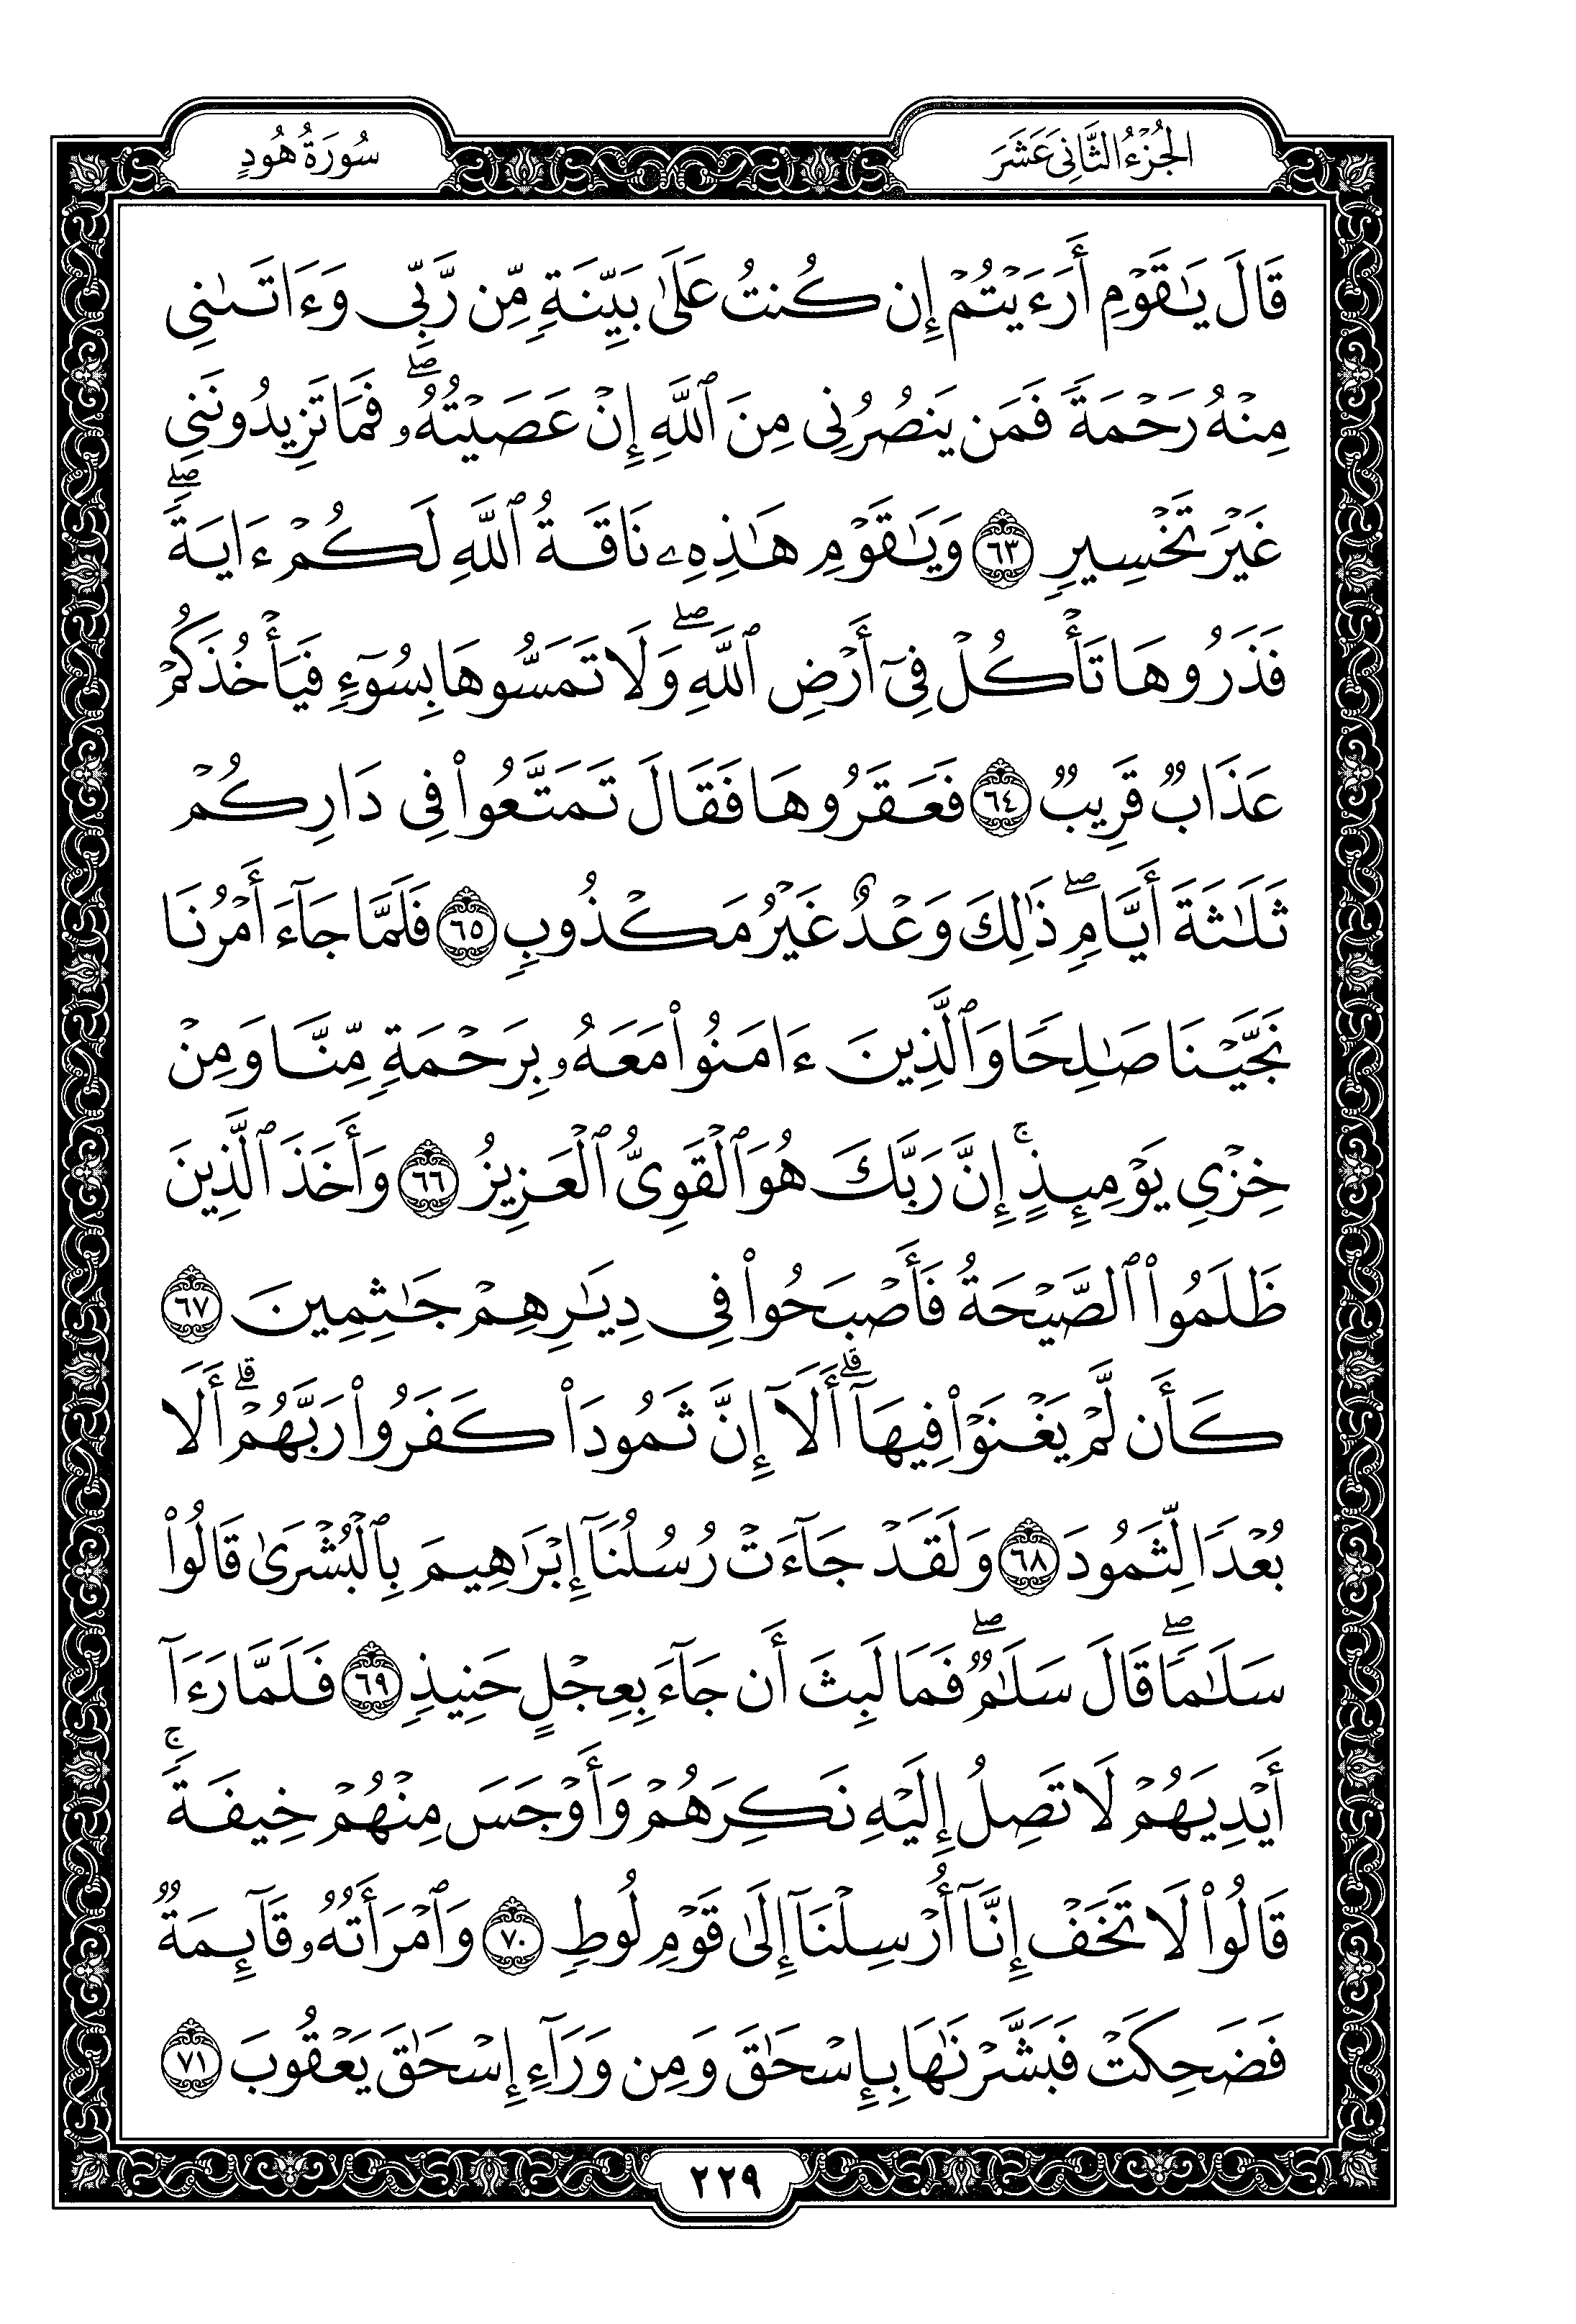 الجُزْءُ الثَّانِي عَشَرَ
سُورَةُ هُودٍ
قَالَ يَٰقَوْمِ أَرَءَيْتُمْ إِن كُنتُ عَلَىٰ بَيِّنَةٍ مِّن رَّبِّى وَءَاتَىٰنِى
مِنْهُ رَحْمَةً فَمَن يَنصُرُنِى مِنَ ٱللَّهِ إِنْ عَصَيْتُهُۥ ۖ فَمَا تَزِيدُونَنِى
غَيْرَ تَخْسِيرٍ ٦٣ وَيَٰقَوْمِ هَٰذِهِۦ نَاقَةُ ٱللَّهِ لَكُمْ ءَايَةً ۖ
فَذَرُوهَا تَأْكُلْ فِىٓ أَرْضِ ٱللَّهِ ۖ وَلَا تَمَسُّوهَا بِسُوٓءٍ فَيَأْخُذَكُمْ
عَذَابٌ قَرِيبٌ ٦٤ فَعَقَرُوهَا فَقَالَ تَمَتَّعُوا۟ فِى دَارِكُمْ
ثَلَٰثَةَ أَيَّامٍ ۖ ذَٰلِكَ وَعْدٌ غَيْرُ مَكْذُوبٍ ٦٥ فَلَمَّا جَآءَ أَمْرُنَا
نَجَّيْنَا صَٰلِحًا وَٱلَّذِينَ ءَامَنُوا۟ مَعَهُۥ بِرَحْمَةٍ مِّنَّا وَمِنْ
خِزْىِ يَوْمِئِذٍ ۚ إِنَّ رَبَّكَ هُوَ ٱلْقَوِىُّ ٱلْعَزِيزُ ٦٦ وَأَخَذَ ٱلَّذِينَ
ظَلَمُوا۟ ٱلصَّيْحَةُ فَأَصْبَحُوا۟ فِى دِيَٰرِهِمْ جَٰثِمِينَ ٦٧
كَأَن لَّمْ يَغْنَوْا۟ فِيهَآ ۗ أَلَآ إِنَّ ثَمُودَا۟ كَفَرُوا۟ رَبَّهُمْ ۗ أَلَا
بُعْدًا لِّثَمُودَ ٦٨ وَلَقَدْ جَآءَتْ رُسُلُنَآ إِبْرَٰهِيمَ بِٱلْبُشْرَىٰ قَالُوا۟
سَلَٰمًا ۖ قَالَ سَلَٰمٌ ۖ فَمَا لَبِثَ أَن جَآءَ بِعِجْلٍ حَنِيذٍ ٦٩ فَلَمَّا رَءَآ
أَيْدِيَهُمْ لَا تَصِلُ إِلَيْهِ نَكِرَهُمْ وَأَوْجَسَ مِنْهُمْ خِيفَةً ۚ
قَالُوا۟ لَا تَخَفْ إِنَّآ أُرْسِلْنَآ إِلَىٰ قَوْمِ لُوطٍ ٧٠ وَٱمْرَأَتُهُۥ قَآئِمَةٌ
فَضَحِكَتْ فَبَشَّرْنَٰهَا بِإِسْحَٰقَ وَمِن وَرَآءِ إِسْحَٰقَ يَعْقُوبَ ٧١
٢٢٩